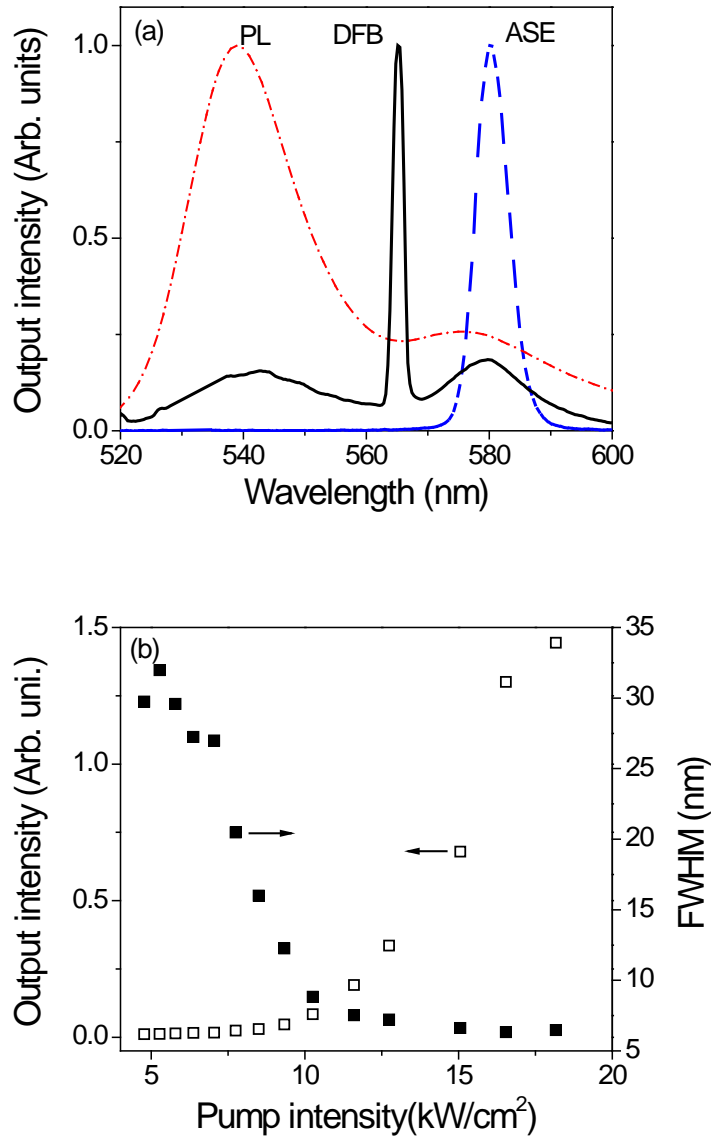 (a) PL DFB ASE
1.0
0.5
0.0
Output intensity (Arb. units)
520 540 560 580 600
Wavelength (nm)
(b)
1.5
1.0
0.5
0.0
Output intensity (Arb. uni.)
35
30
25
20
15
10
5
FWHM (nm)
5 10 15 20
Pump intensity(kW/cm²)